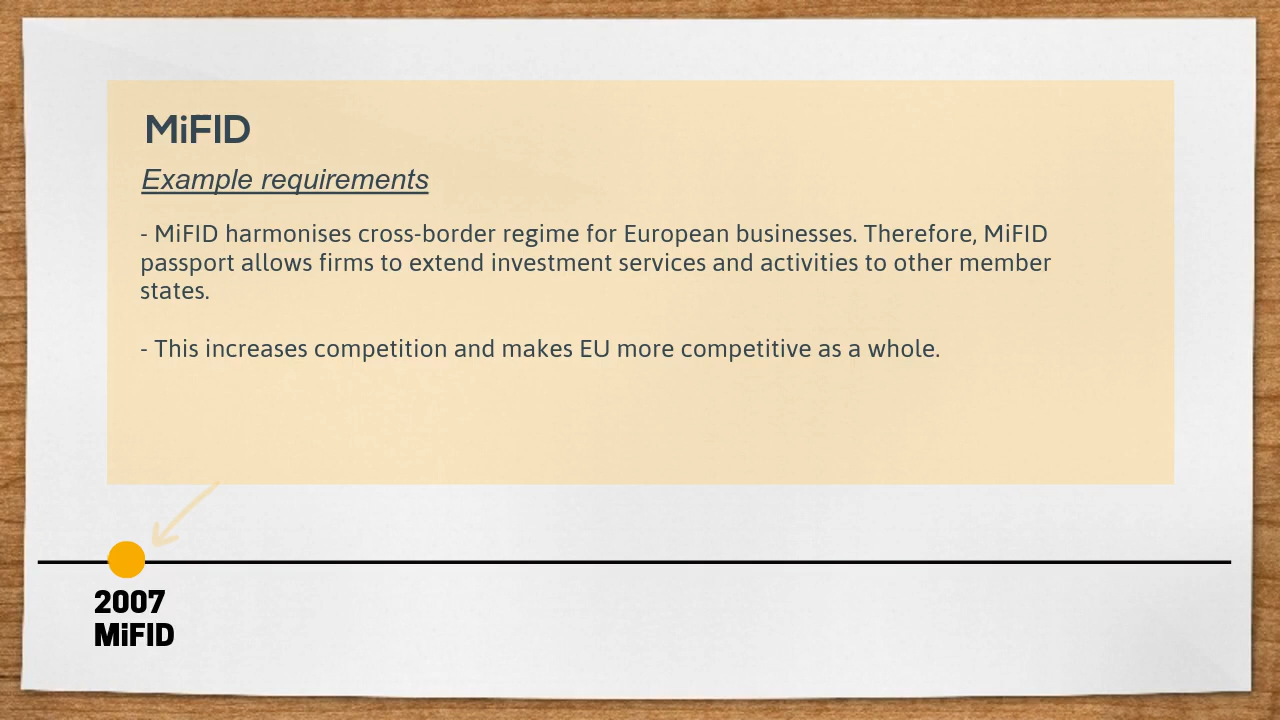 MiFID
Example requirements
- MiFID harmonises cross-border regime for European businesses. Therefore, MiFID
passport allows firms to extend investment services and activities to other member
states.
- This increases competition and makes EU more competitive as a whole.
2007
MiFID